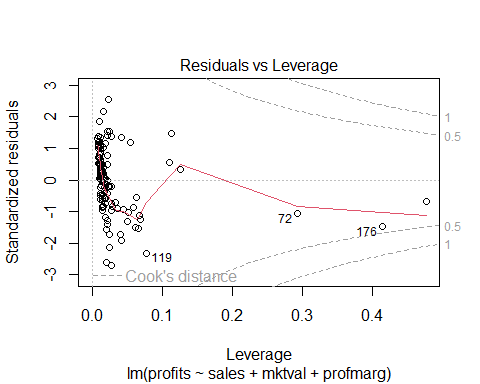 Residuals vs Leverage
Standardized residuals
3
2
1
0
-1
-2
-3
1
0.5
0.5
1
72
176
119
Cook's distance
0.0 0.1 0.2 0.3 0.4
Leverage
lm(profits ~ sales + mktval + profmarg)